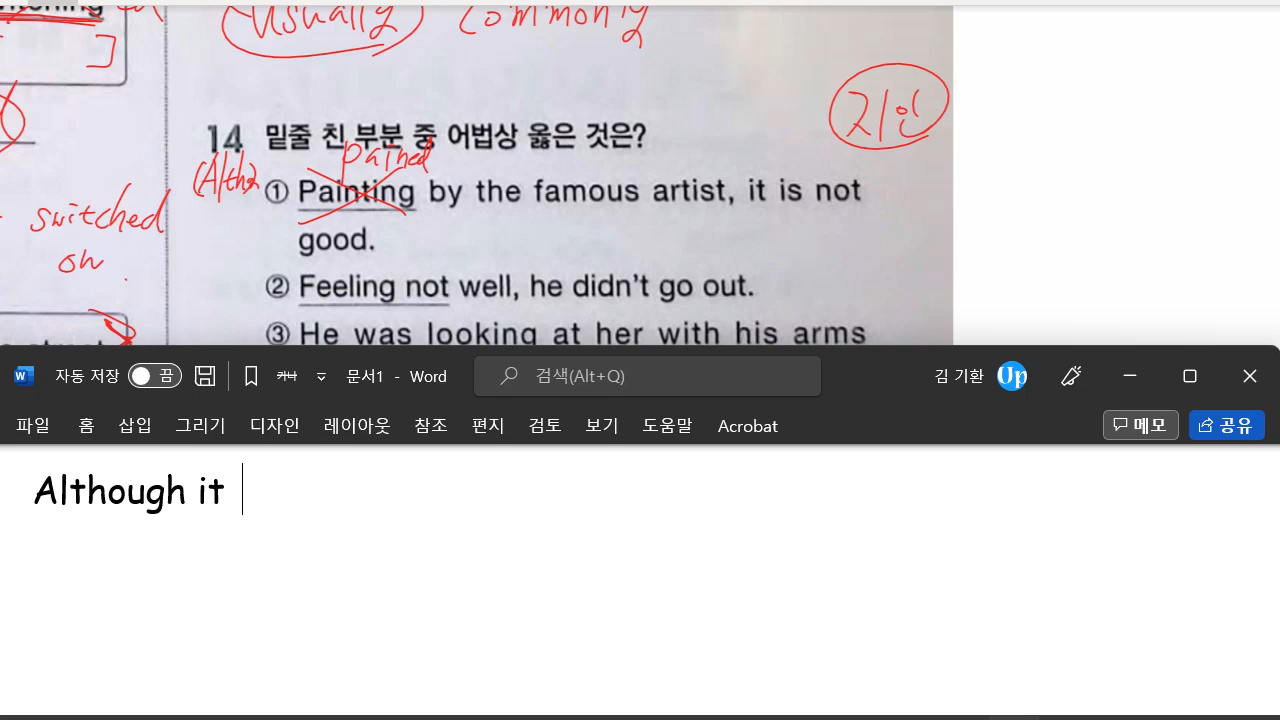 usually commonly
]
지인
14 밑줄 친 부분 중 어법상 옳은 것은?
pained
① Painting by the famous artist, it is not
good.
switched
on
② Feeling not well, he didn't go out.
③ He was looking at her with his arms
자동 저장 끔 문서1 - Word 검색(Alt+Q) 김 기환 Up
파일 홈 삽입 그리기 디자인 레이아웃 참조 편지 검토 보기 도움말 Acrobat 메모 공유
Although it